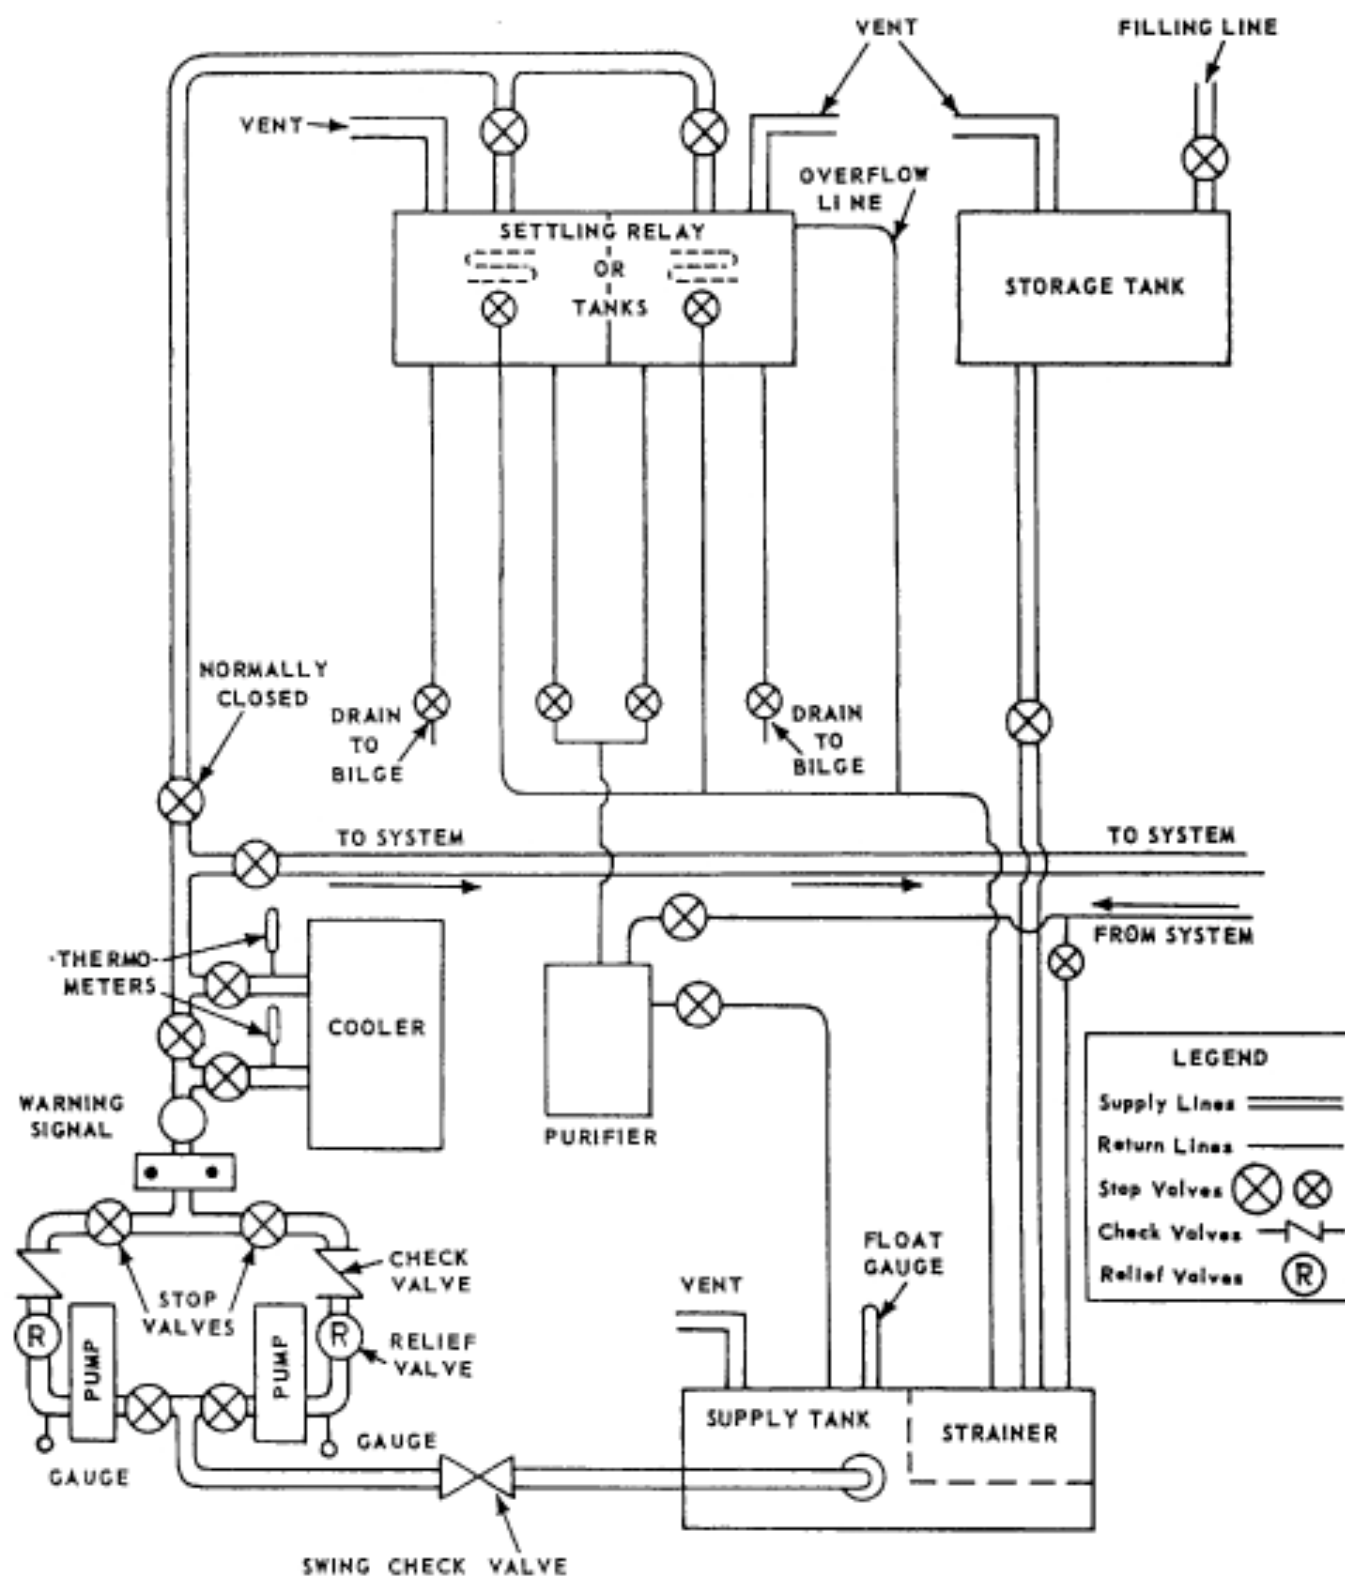 VENT
FILLING LINE
VENT
OVERFLOW
LINE
SETTLING RELAY
OR
TANKS
STORAGE TANK
NORMALLY
CLOSED
DRAIN
TO
BILGE
DRAIN
TO
BILGE
TO SYSTEM
TO SYSTEM
FROM SYSTEM
THERMO-
METERS
COOLER
WARNING
SIGNAL
PURIFIER
LEGEND
Supply Lines
Return Lines
Stop Valves
Check Valves
Relief Valves R
CHECK
VALVE
STOP
VALVES
FLOAT
GAUGE
VENT
R
PUMP
PUMP
R
RELIEF
VALVE
SUPPLY TANK
STRAINER
GAUGE
GAUGE
SWING CHECK VALVE